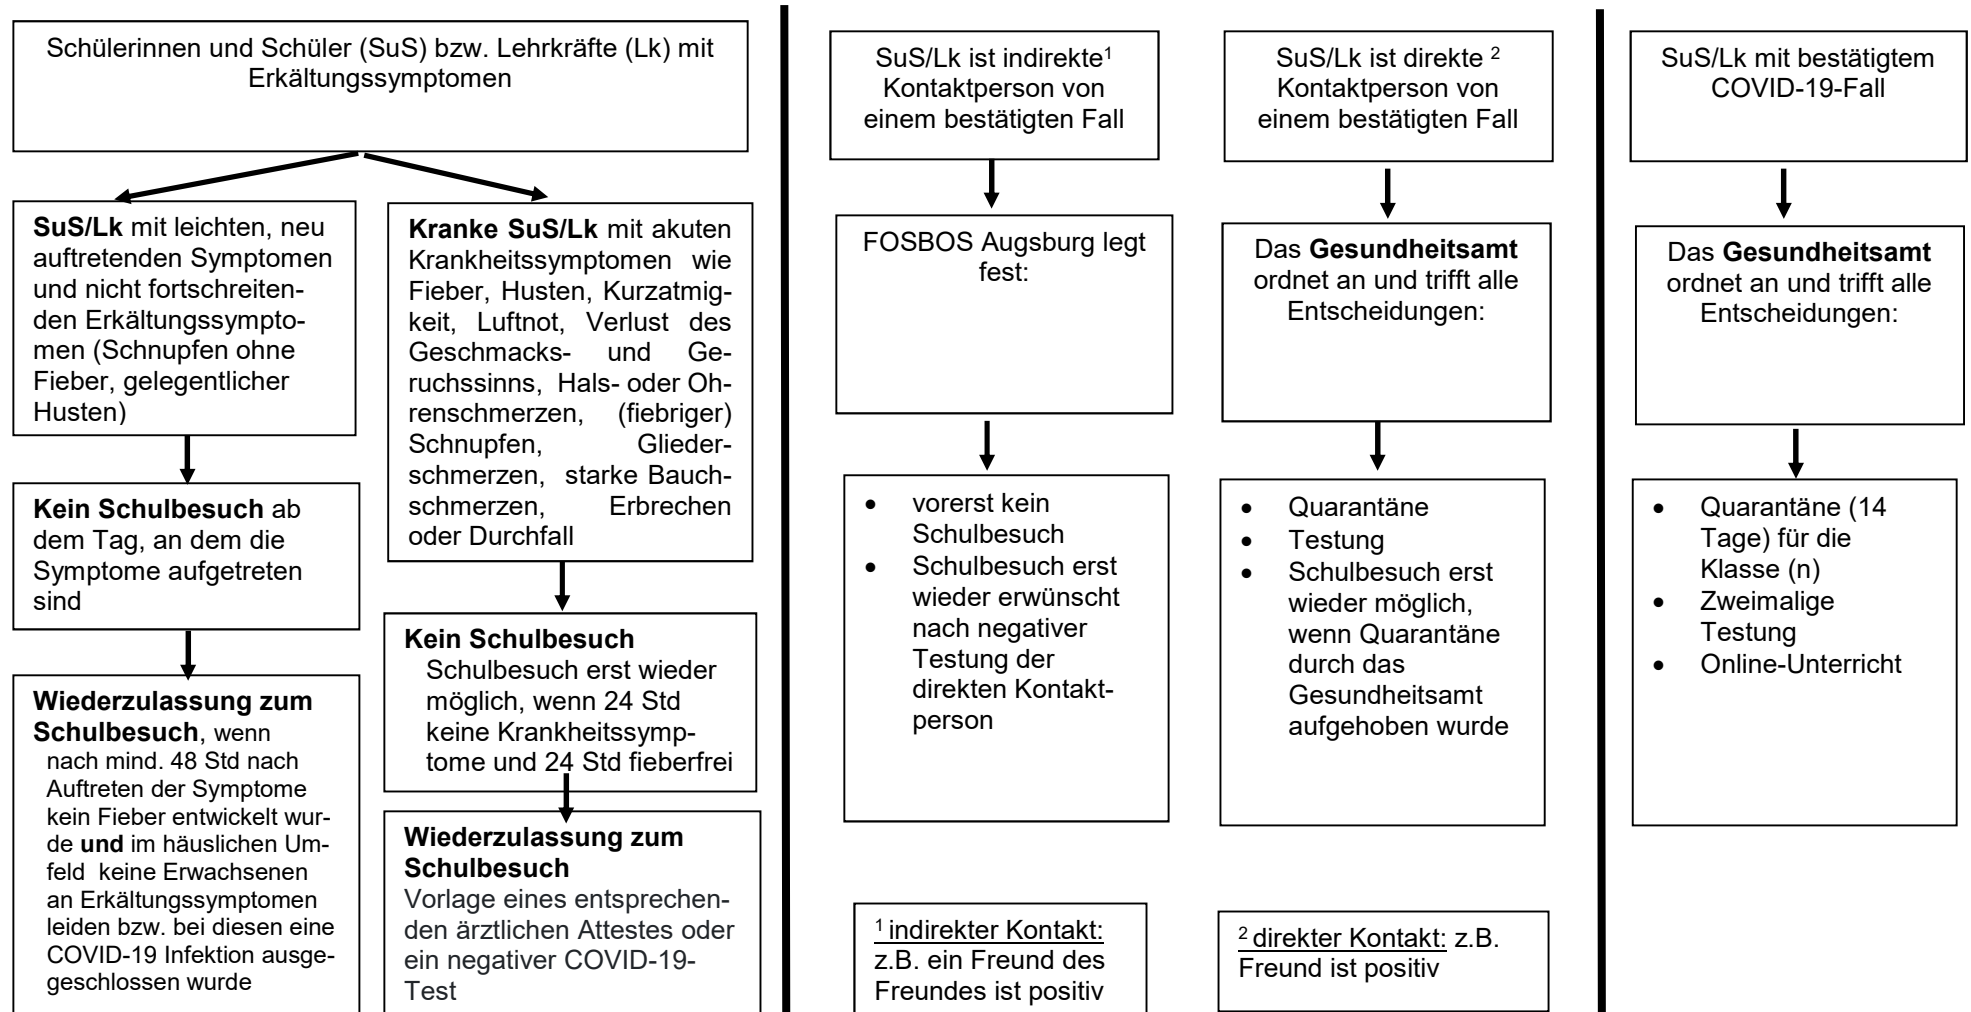 Schülerinnen und Schüler (SuS) bzw. Lehrkräfte (Lk) mit
Erkältungssymptomen
SuS/Lk mit leichten, neu
auftretenden Symptomen
und nicht fortschreiten-
den Erkältungssympto-
men (Schnupfen ohne
Fieber, gelegentlicher
Husten)
Kein Schulbesuch ab
dem Tag, an dem die
Symptome aufgetreten
sind
Wiederzulassung zum
Schulbesuch, wenn
nach mind. 48 Std nach
Auftreten der Symptome
kein Fieber entwickelt wur-
de und im häuslichen Um-
feld keine Erwachsenen
an Erkältungssymptomen
leiden bzw. bei diesen eine
COVID-19 Infektion ausge-
geschlossen wurde
Kranke SuS/Lk mit akuten
Krankheitssymptomen wie
Fieber, Husten, Kurzatmig-
keit, Luftnot, Verlust des
Geschmacks- und Ge-
ruchssinns, Hals- oder Oh-
renschmerzen, (fiebriger)
Schnupfen, Glieder-
schmerzen, starke Bauch-
schmerzen, Erbrechen
oder Durchfall
Kein Schulbesuch
Schulbesuch erst wieder
möglich, wenn 24 Std
keine Krankheitssymp-
tome und 24 Std fieberfrei
Wiederzulassung zum
Schulbesuch
Vorlage eines entsprechen-
den ärztlichen Attestes oder
ein negativer COVID-19-
Test
SuS/Lk ist indirekte¹
Kontaktperson von
einem bestätigten Fall
FOSBOS Augsburg legt
fest:
• vorerst kein
Schulbesuch
• Schulbesuch erst
wieder erwünscht
nach negativer
Testung der
direkten Kontakt-
person
¹ indirekter Kontakt:
z.B. ein Freund des
Freundes ist positiv
SuS/Lk ist direkte ²
Kontaktperson von
einem bestätigten Fall
Das Gesundheitsamt
ordnet an und trifft alle
Entscheidungen:
• Quarantäne
• Testung
• Schulbesuch erst
wieder möglich,
wenn Quarantäne
durch das
Gesundheitsamt
aufgehoben wurde
² direkter Kontakt: z.B.
Freund ist positiv
SuS/Lk mit bestätigtem
COVID-19-Fall
Das Gesundheitsamt
ordnet an und trifft alle
Entscheidungen:
• Quarantäne (14
Tage) für die
Klasse (n)
• Zweimalige
Testung
• Online-Unterricht